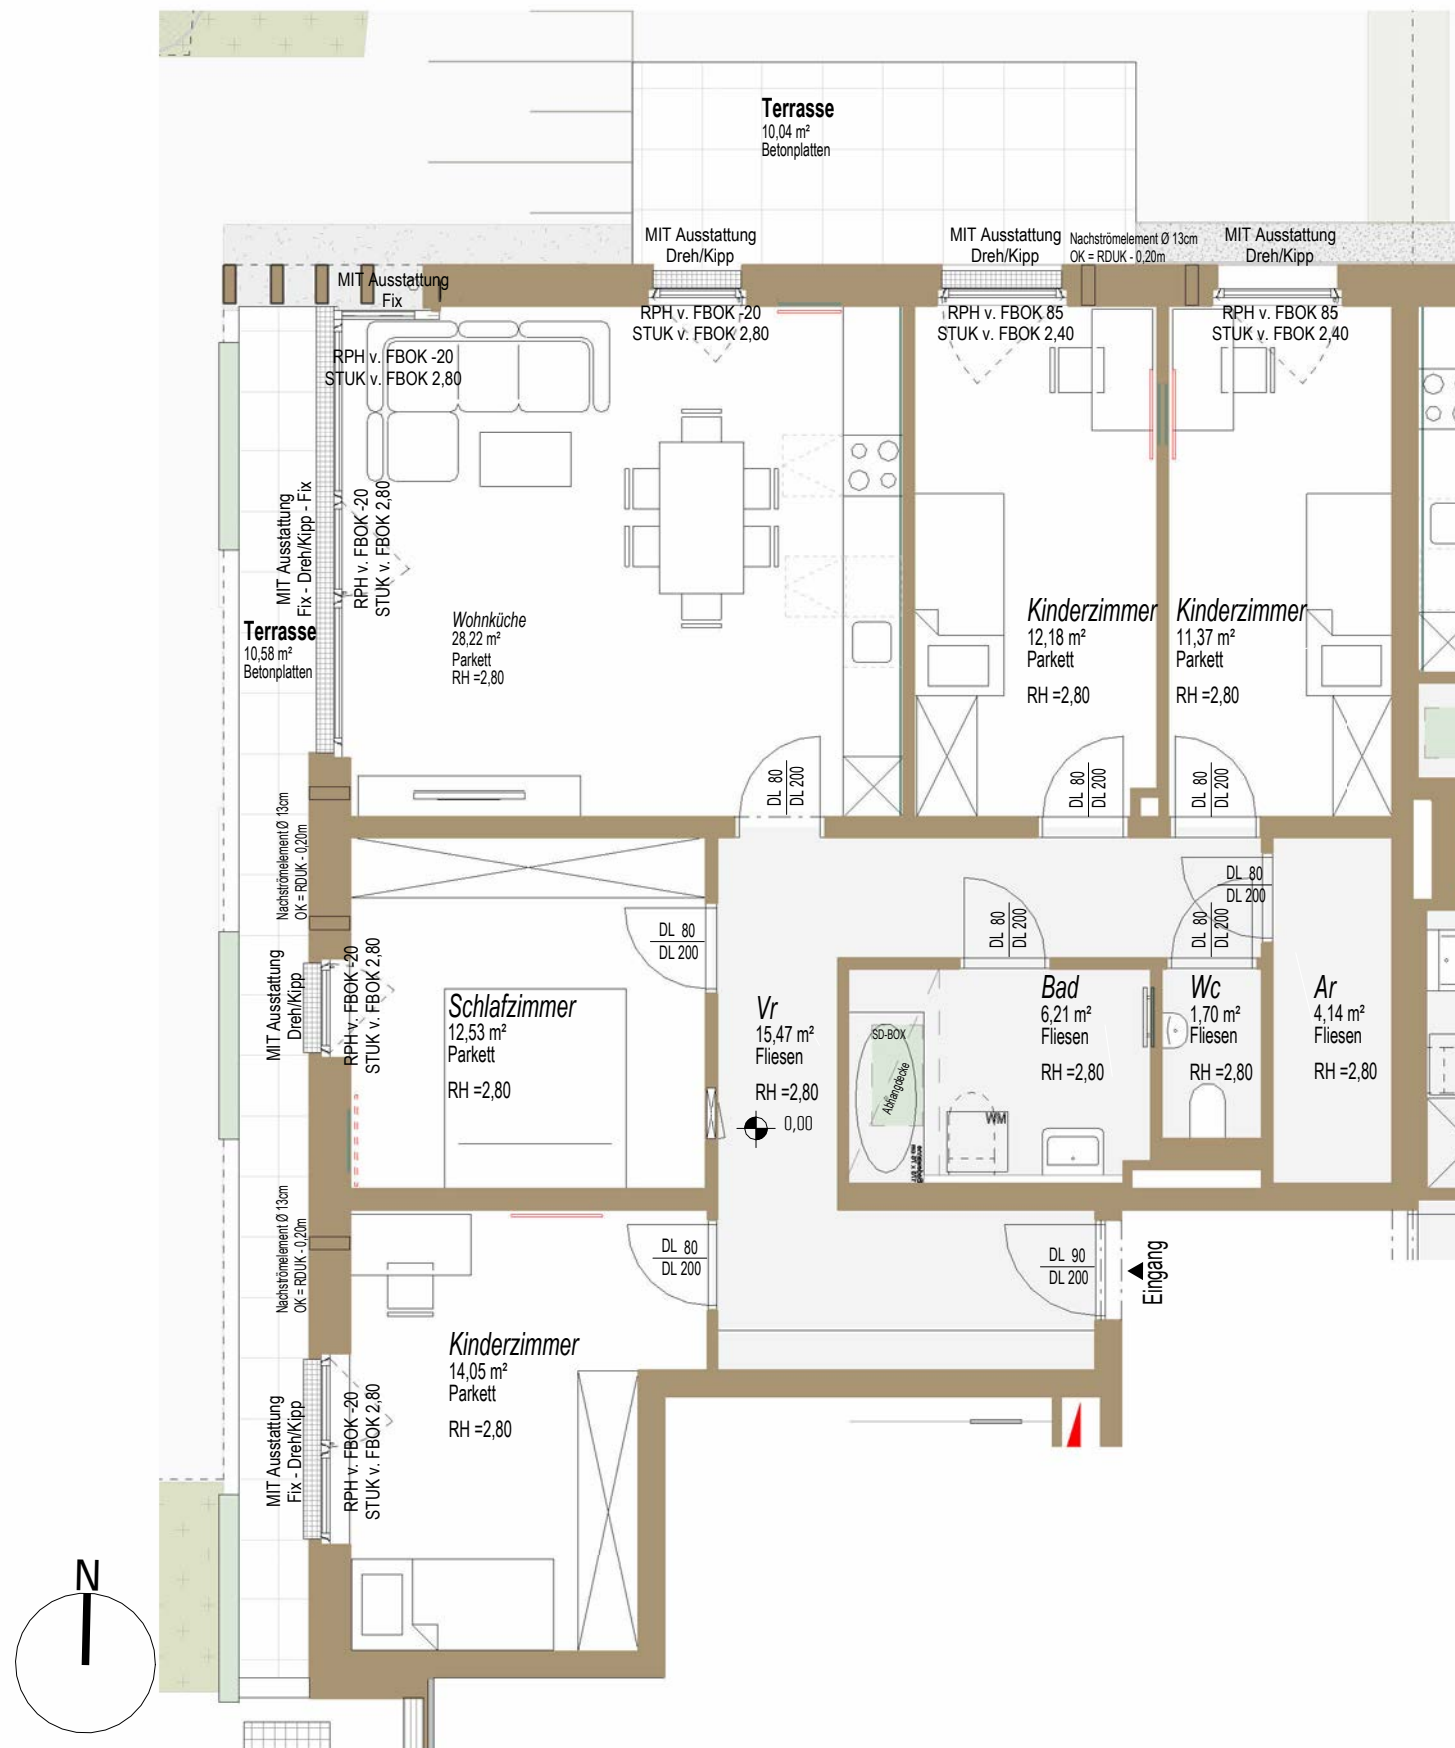 Terrasse
10,04 m²
Betonplatten
MIT Ausstattung
Dreh/Kipp
MIT Ausstattung
Dreh/Kipp
Nachströmelement Ø 13cm
OK = RDUK - 0,20m
MIT Ausstattung
Dreh/Kipp
MIT Ausstattung
Fix
RPH v. FBOK -20
STUK v. FBOK 2,80
RPH v. FBOK 85
STUK v. FBOK 2,40
RPH v. FBOK 85
STUK v. FBOK 2,40
RPH v. FBOK -20
STUK v. FBOK 2,80
MIT Ausstattung
Fix - Dreh/Kipp - Fix
RPH v. FBOK -20
STUK v. FBOK 2,80
Terrasse
10,58 m²
Betonplatten
Wohnküche
28,22 m²
Parkett
RH =2,80
Kinderzimmer
12,18 m²
Parkett
RH =2,80
Kinderzimmer
11,37 m²
Parkett
RH =2,80
DL 80
DL 200
DL 80
DL 200
DL 80
DL 200
Nachströmelement Ø 13cm
OK = RDUK - 0,20m
DL 80
DL 200
DL 80
DL 200
DL 80
DL 200
DL 80
DL 200
MIT Ausstattung
Dreh/Kipp
RPH v. FBOK -20
STUK v. FBOK 2,80
Schlafzimmer
12,53 m²
Parkett
RH =2,80
Vr
15,47 m²
Fliesen
RH =2,80
0,00
SD-BOX
Abhangdecke
WM
Bad
6,21 m²
Fliesen
RH =2,80
Wc
1,70 m²
Fliesen
RH =2,80
Ar
4,14 m²
Fliesen
RH =2,80
Nachströmelement Ø 13cm
OK = RDUK - 0,20m
DL 80
DL 200
DL 90
DL 200
Eingang
Kinderzimmer
14,05 m²
Parkett
RH =2,80
MIT Ausstattung
Fix - Dreh/Kipp
RPH v. FBOK -20
STUK v. FBOK 2,80
N